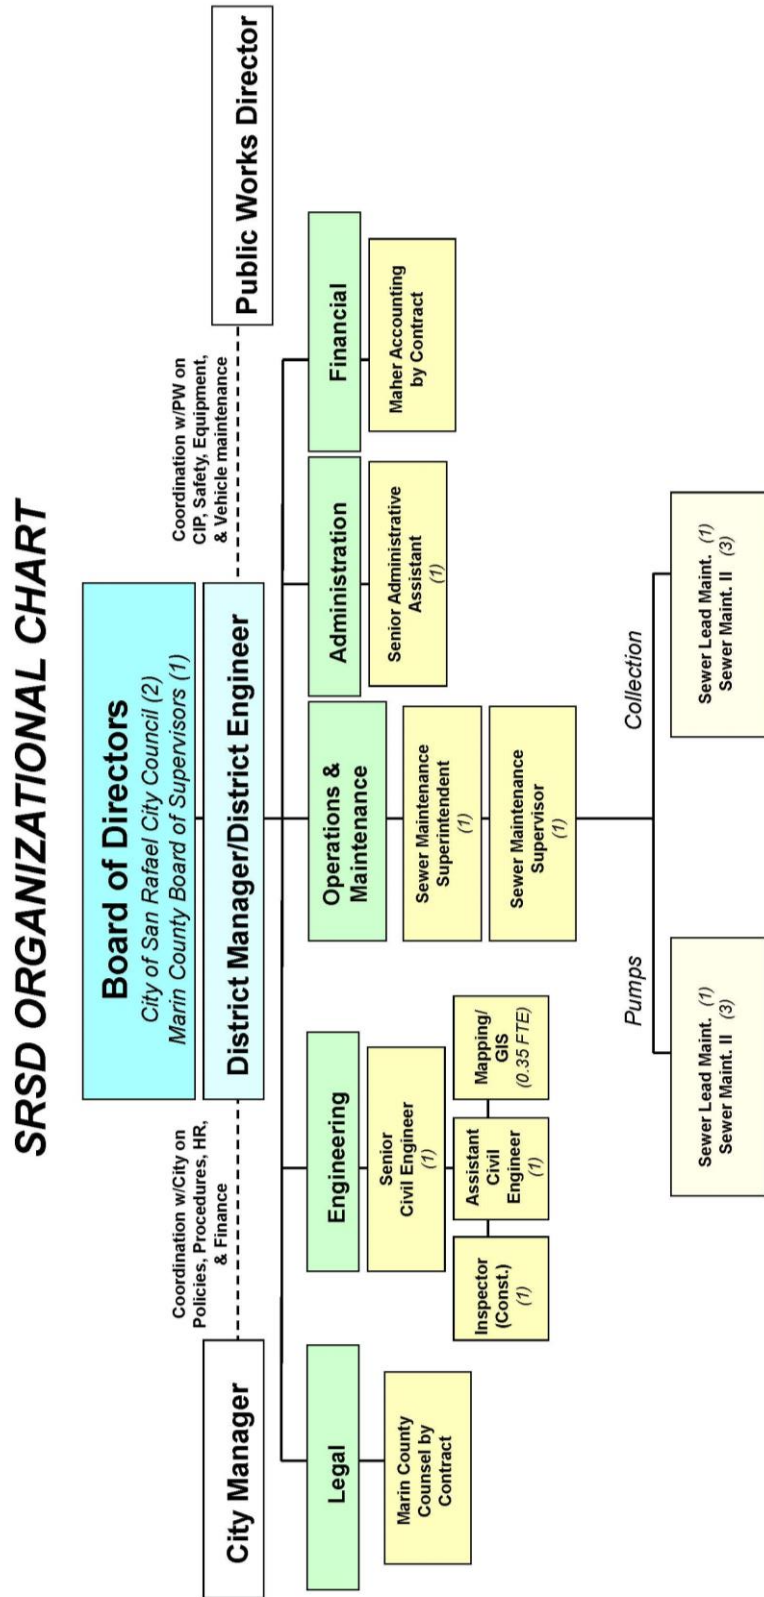 SRSD ORGANIZATIONAL CHART
Board of Directors
City of San Rafael City Council (2)
Marin County Board of Supervisors (1)
City Manager
Coordination w/City on
Policies, Procedures, HR,
& Finance
District Manager/District Engineer
Coordination w/PW on
CIP, Safety, Equipment,
& Vehicle maintenance
Public Works Director
Legal
Marin County
Counsel by
Contract
Engineering
Senior
Civil Engineer
(1)
Inspector
(Const.)
(1)
Assistant
Civil
Engineer
(1)
Mapping/
GIS
(0.35 FTE)
Operations &
Maintenance
Sewer Maintenance
Superintendent
(1)
Sewer Maintenance
Supervisor
(1)
Administration
Senior Administrative
Assistant
(1)
Financial
Maher Accounting
by Contract
Pumps
Sewer Lead Maint. (1)
Sewer Maint. II (3)
Collection
Sewer Lead Maint. (1)
Sewer Maint. II (3)